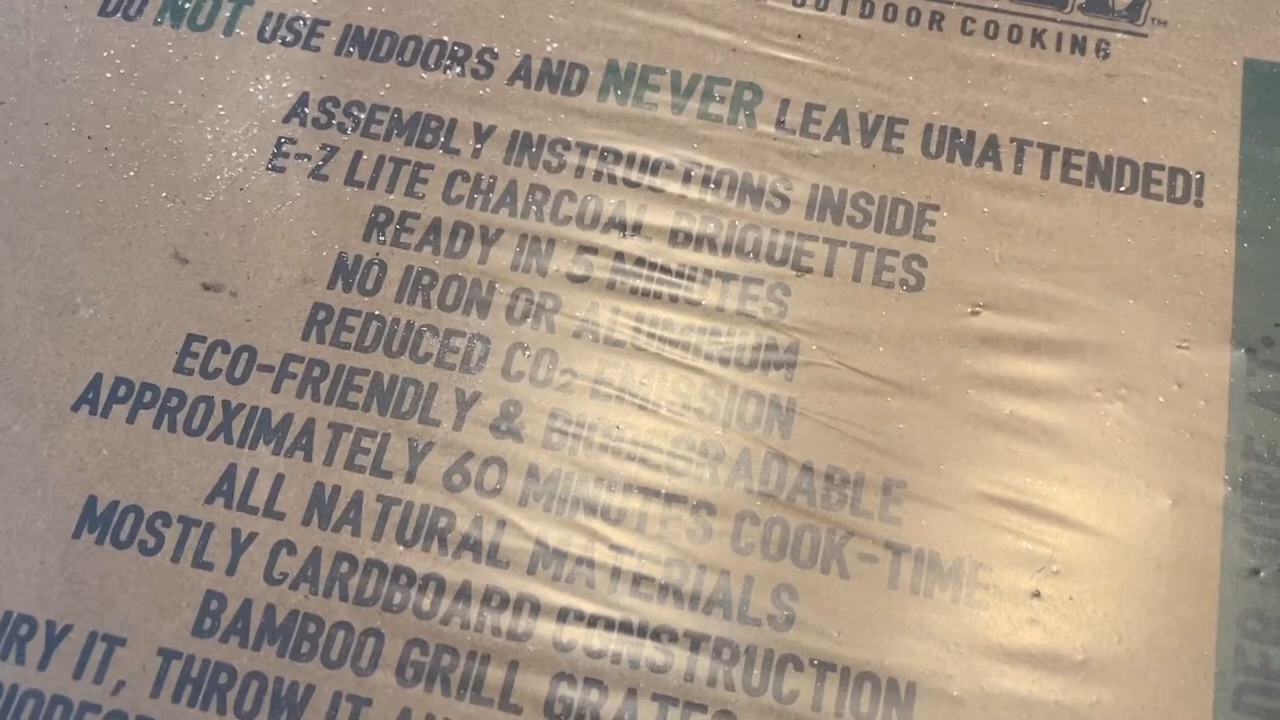 OUTDOOR COOKING
DO NOT USE INDOORS AND NEVER LEAVE UNATTENDED!
ASSEMBLY INSTRUCTIONS INSIDE
E-Z LITE CHARCOAL BRIQUETTES
READY IN 5 MINUTES
NO IRON OR ALUMINUM
REDUCED CO₂ EMISSION
ECO-FRIENDLY & BIODEGRADABLE
APPROXIMATELY 60 MINUTES COOK-TIME
ALL NATURAL MATERIALS
MOSTLY CARDBOARD CONSTRUCTION
BAMBOO GRILL GRATES
IT, THROW IT